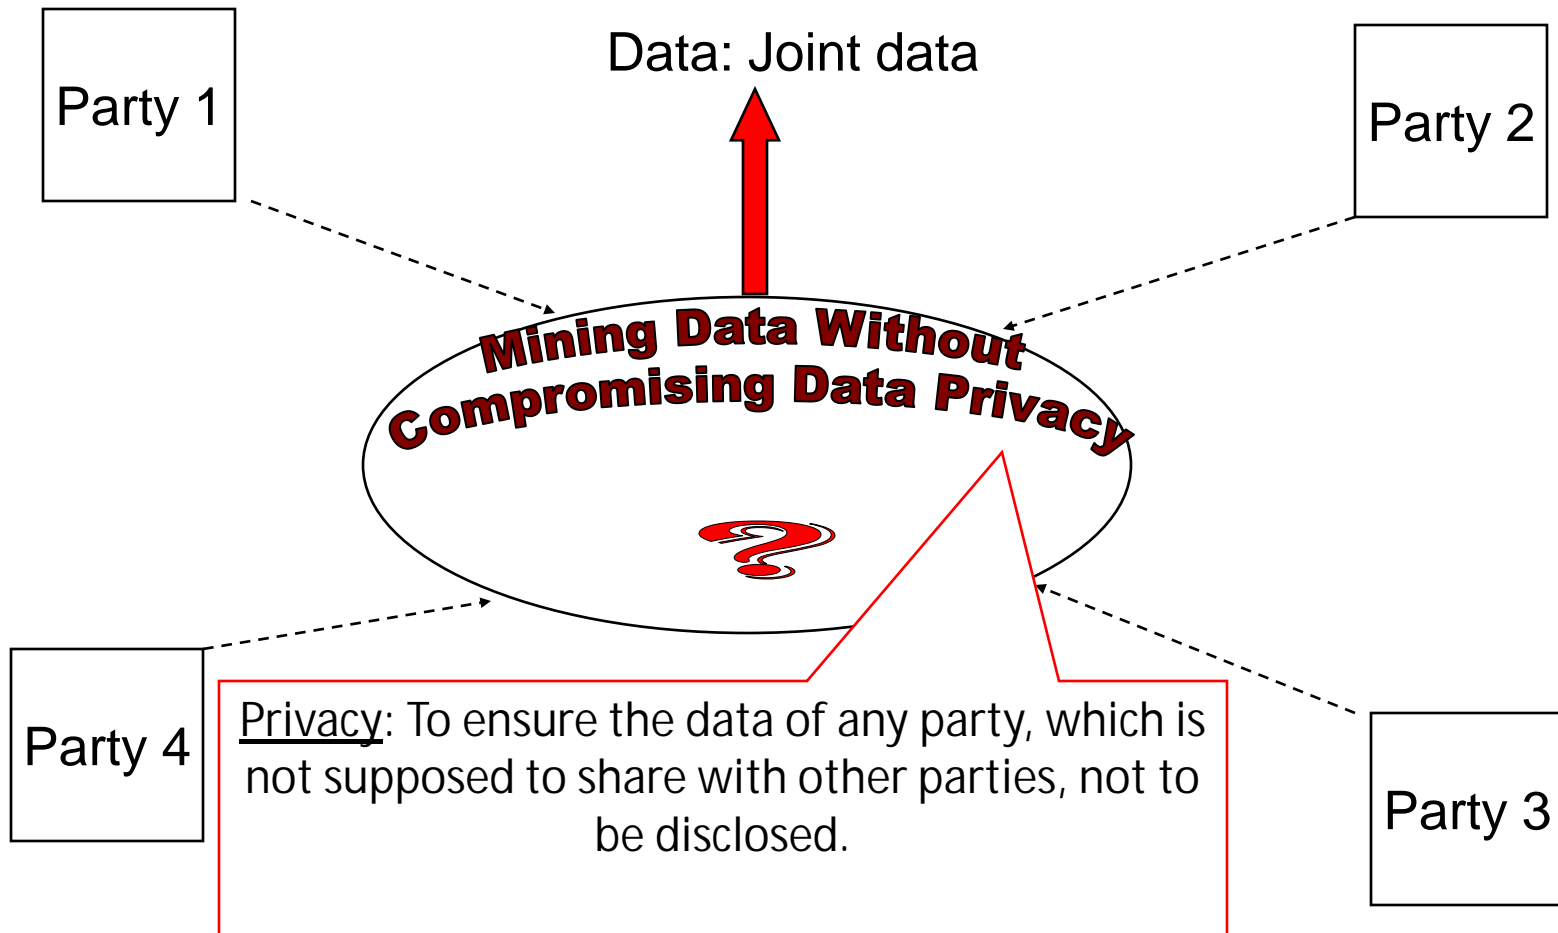 Data: Joint data
Party 1
Party 2
Mining Data Without
Compromising Data Privacy
?
Privacy: To ensure the data of any party, which is
not supposed to share with other parties, not to
be disclosed.
Party 4
Party 3